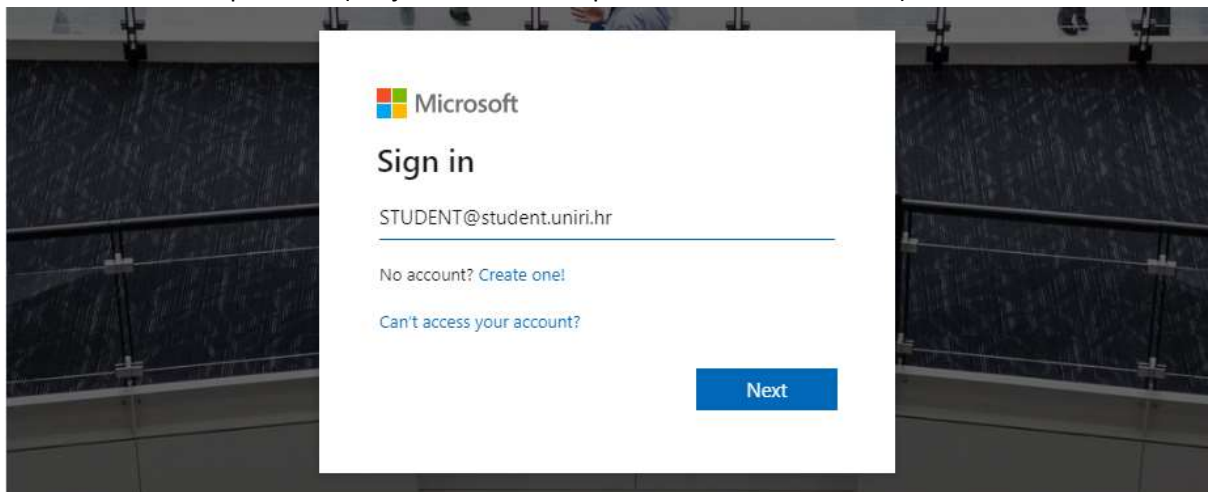 Microsoft
Sign in
STUDENT@student.uniri.hr
No account? Create one!
Can't access your account?
Next